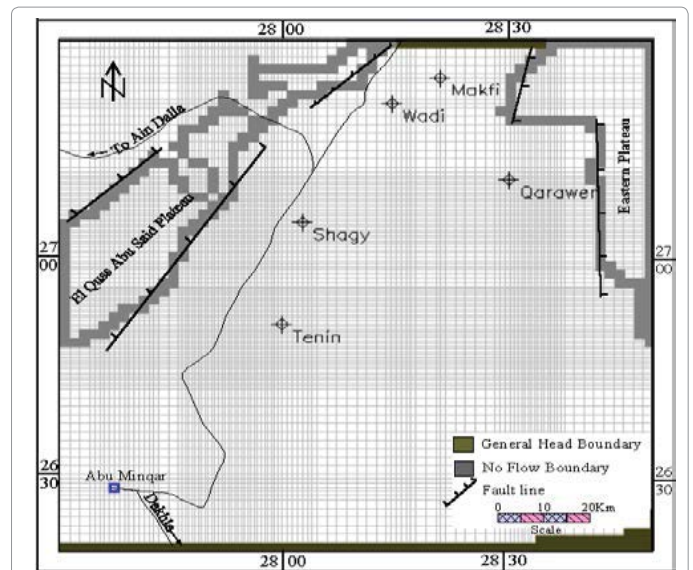 28 00
28 30
N
Makfi
Wadi
To Ain Dalla
Qarawer
Eastern Plateau
El Quss Abu Said Plateau
Shagy
27 00
27 00
Tenin
General Head Boundary
No Flow Boundary
Fault line
0 10 20Km
Scale
26 30
26 30
Abu Minqar
Dakhla
28 00
28 30